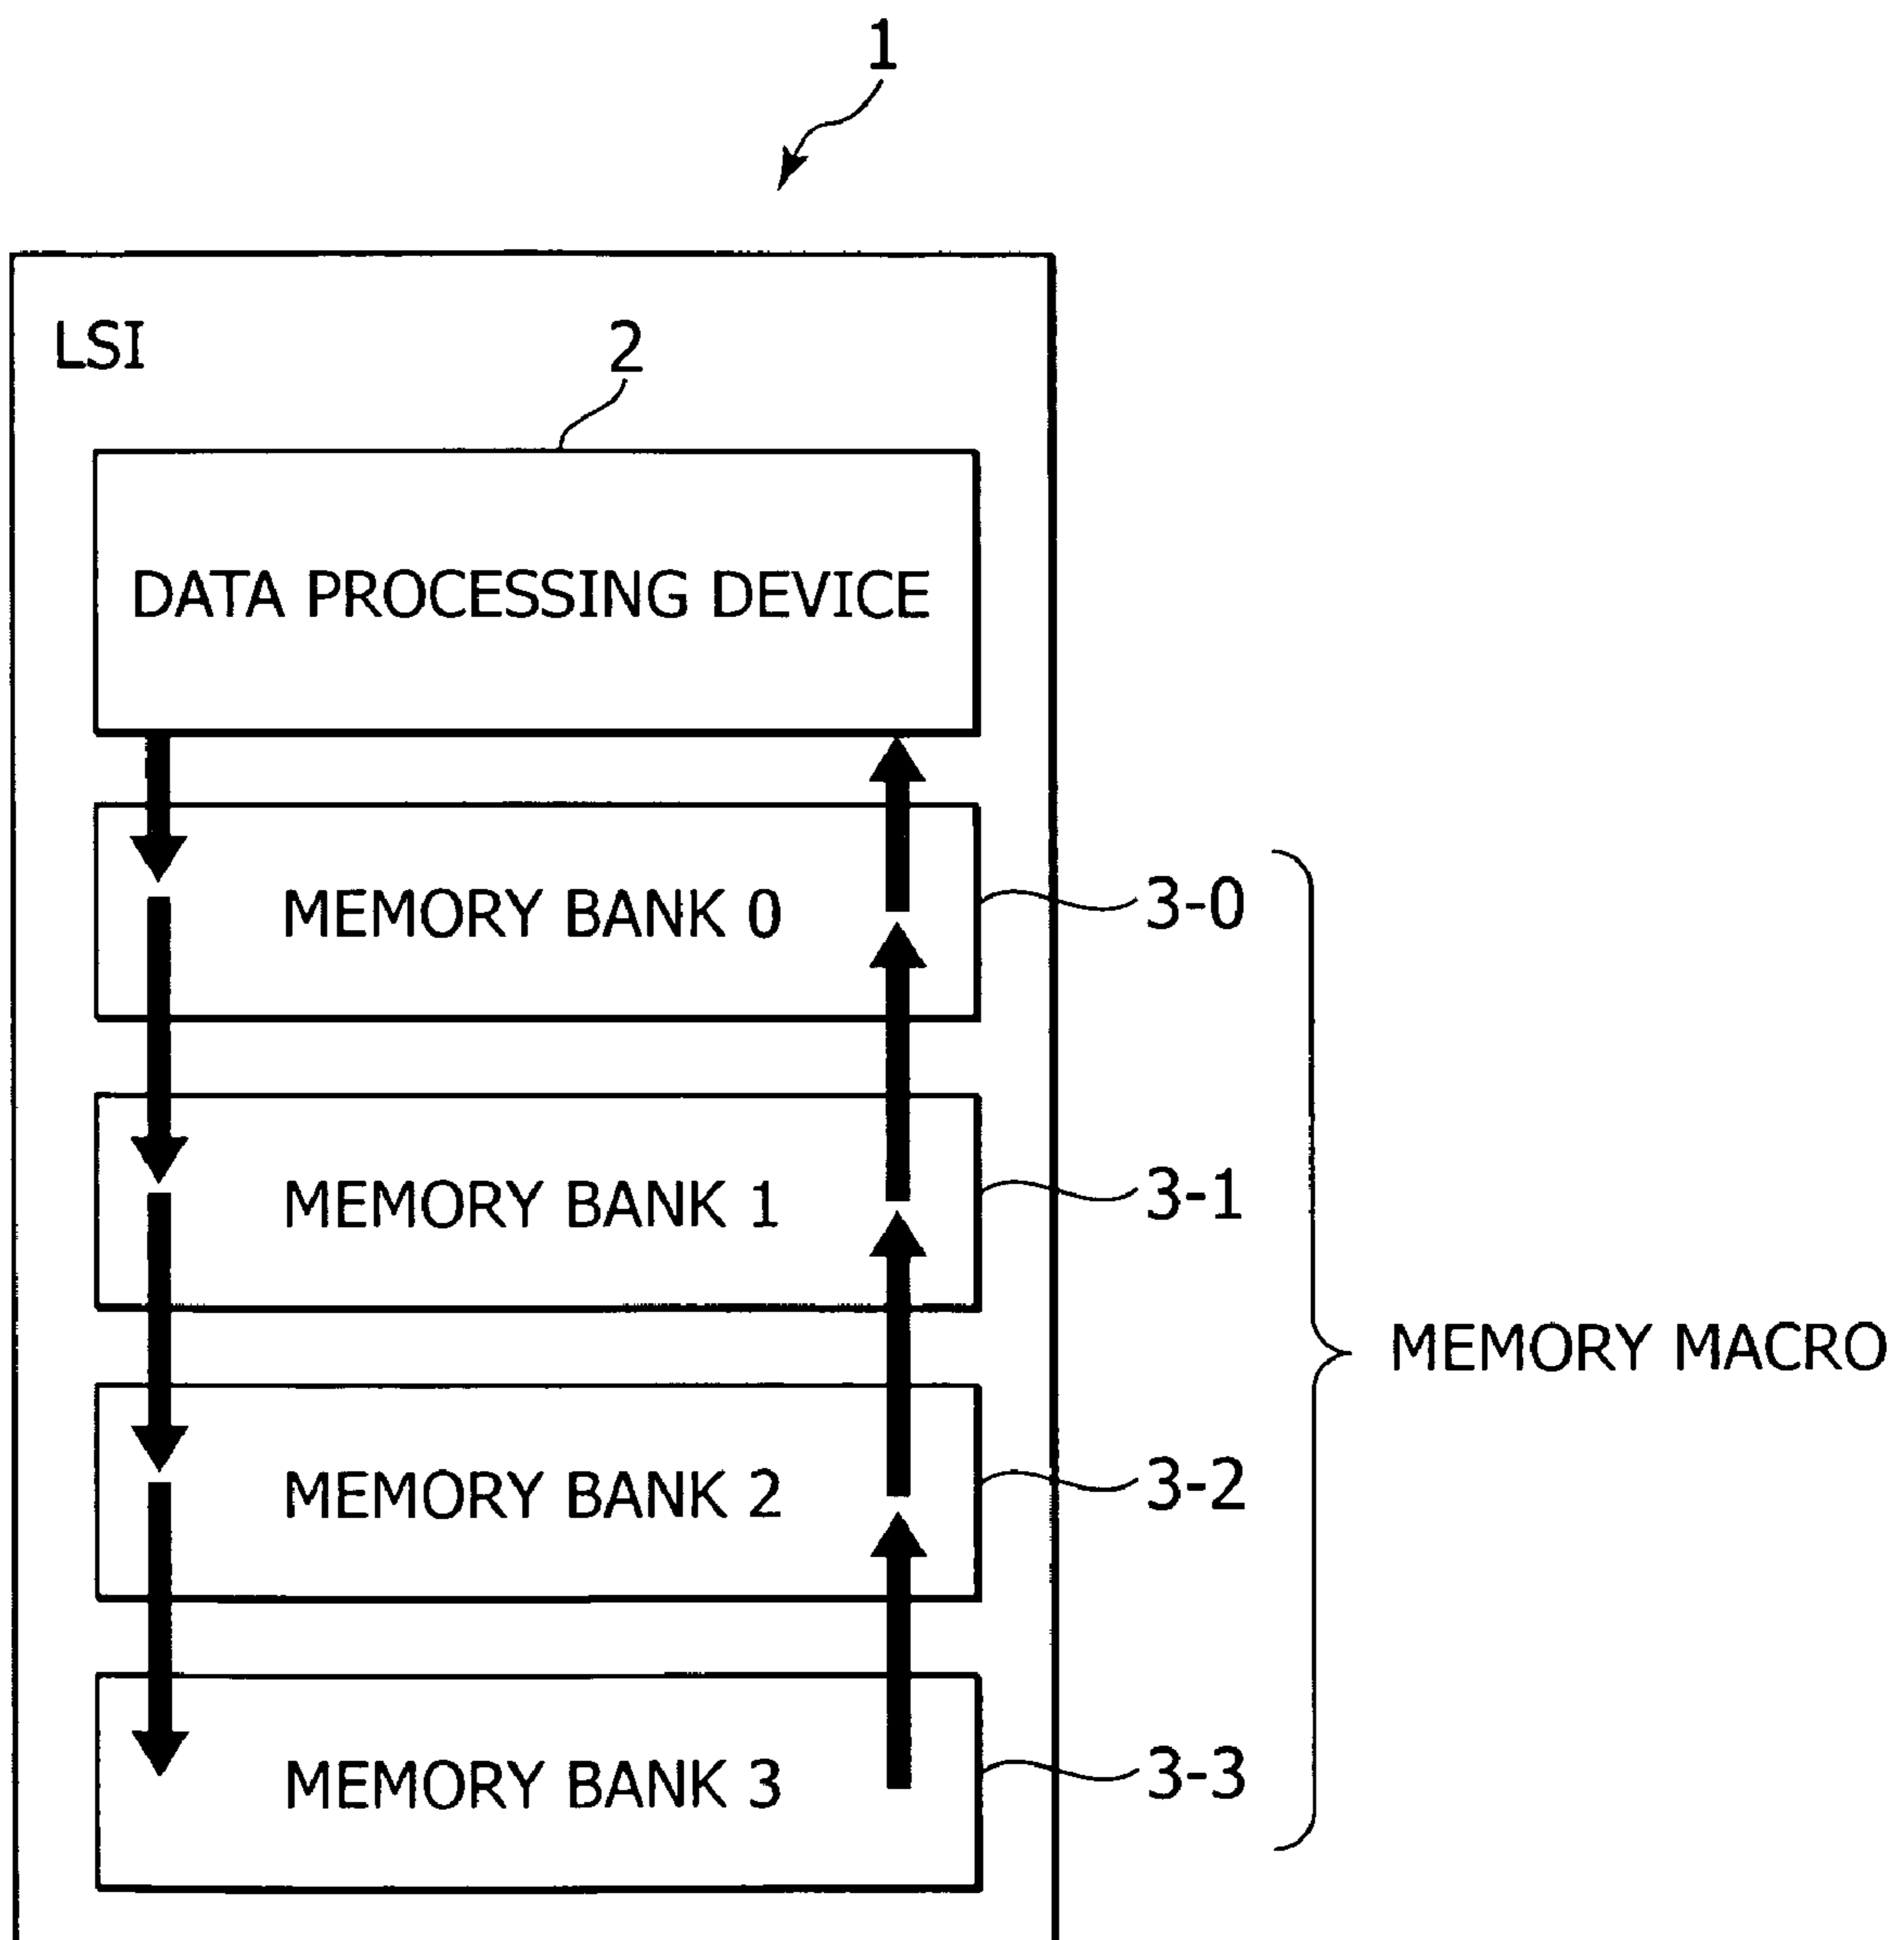 1
LSI
2
DATA PROCESSING DEVICE
MEMORY BANK 0
3-0
MEMORY BANK 1
3-1
MEMORY MACRO
MEMORY BANK 2
3-2
MEMORY BANK 3
3-3